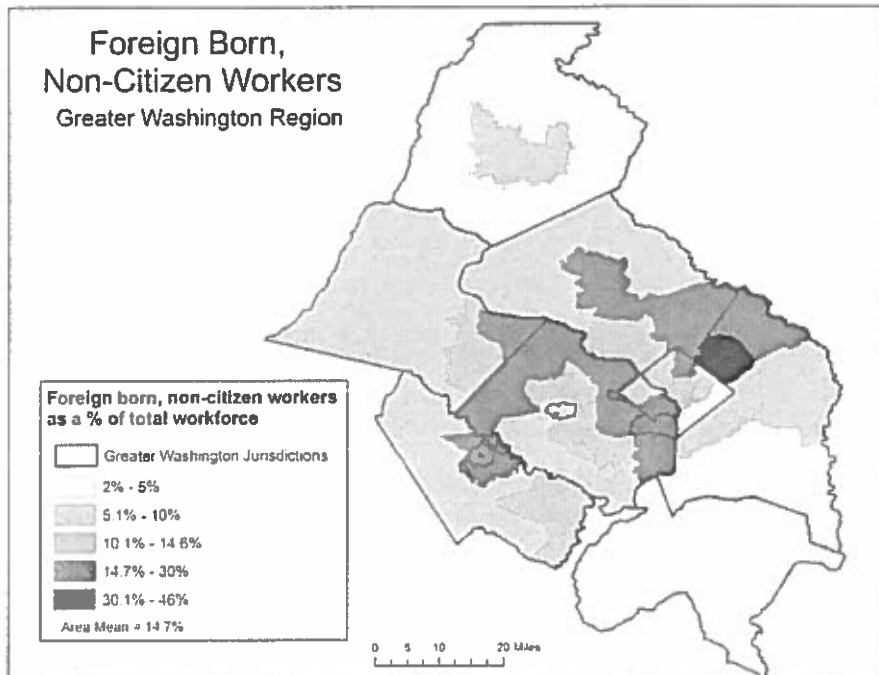 Foreign Born,
Non-Citizen Workers
Greater Washington Region
Foreign born, non-citizen workers
as a % of total workforce
Greater Washington Jurisdictions
2% - 5%
5.1% - 10%
10.1% - 14.6%
14.7% - 30%
30.1% - 46%
Area Mean = 14.7%
0 5 10 20 Miles